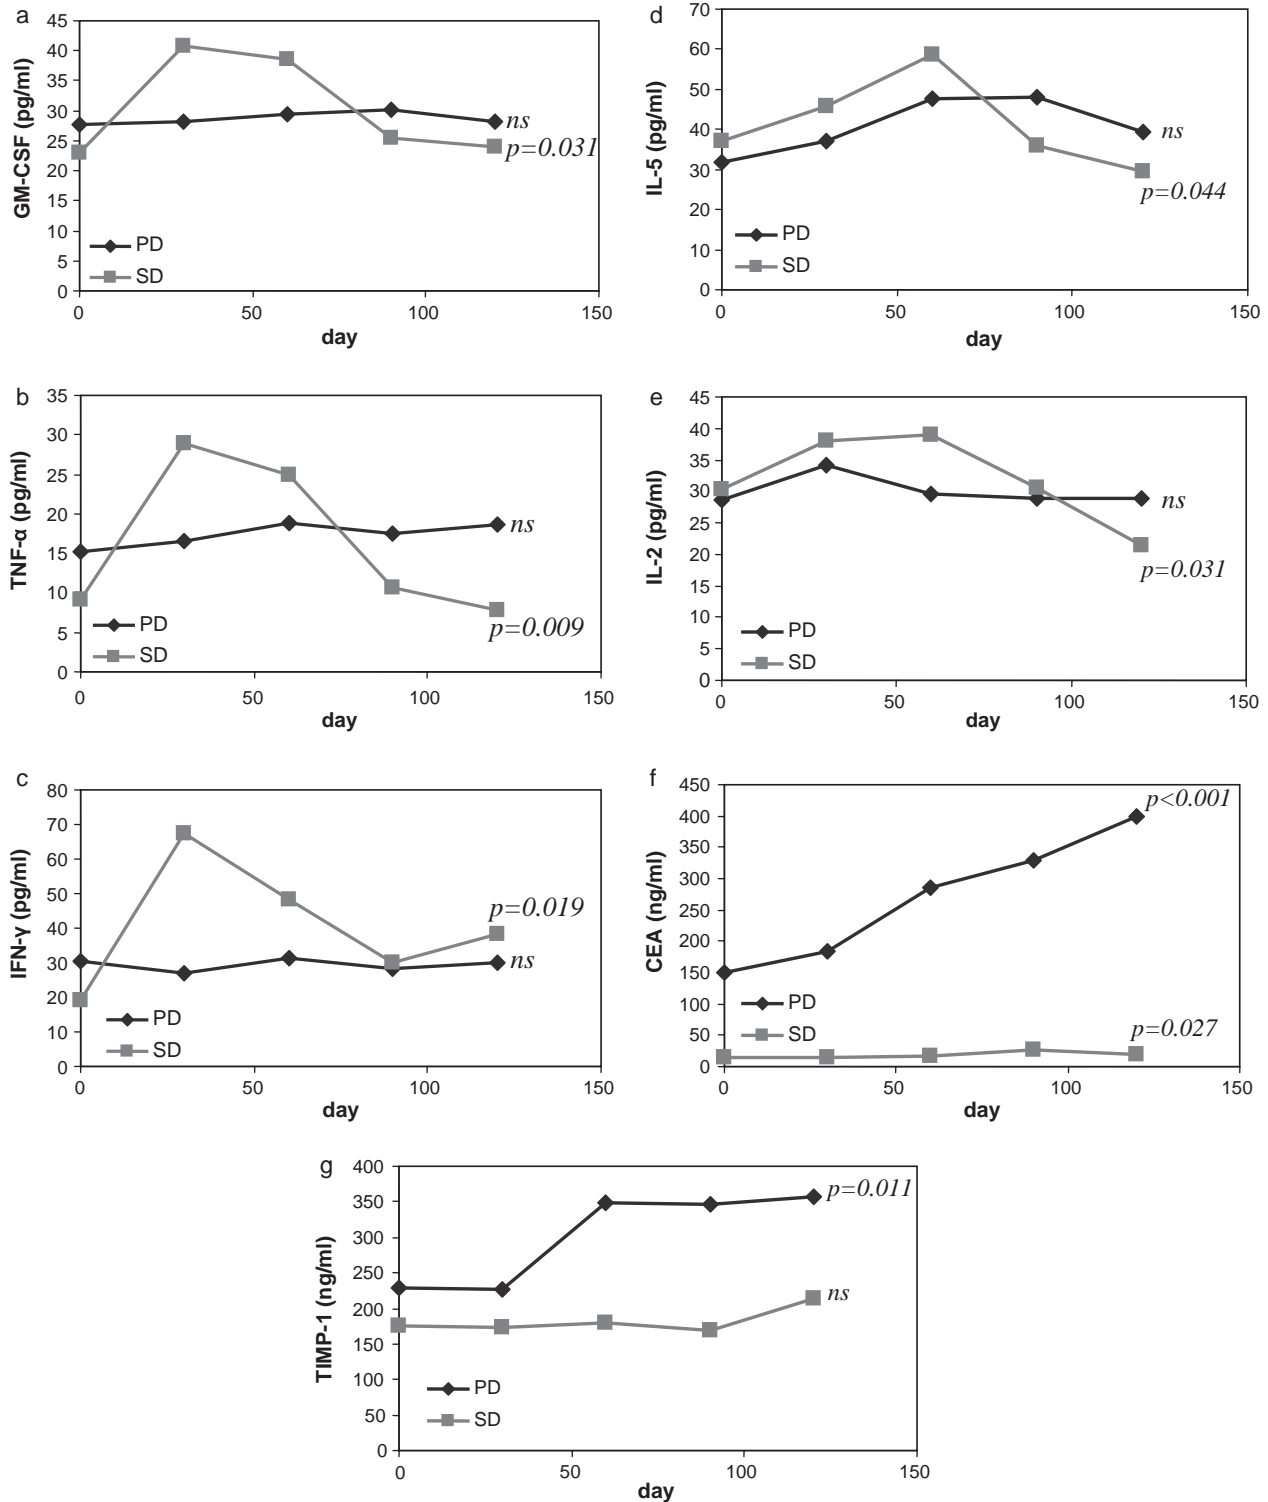 a
GM-CSF (pg/ml)
45
40
35
30
25
20
15
10
5
0
ns
p=0.031
PD
SD
0 50 100 150
day
d
IL-5 (pg/ml)
70
60
50
40
30
20
10
0
ns
p=0.044
PD
SD
0 50 100 150
day
b
TNF-α (pg/ml)
35
30
25
20
15
10
5
0
ns
p=0.009
PD
SD
0 50 100 150
day
e
IL-2 (pg/ml)
45
40
35
30
25
20
15
10
5
0
ns
p=0.031
PD
SD
0 50 100 150
day
c
IFN-γ (pg/ml)
80
70
60
50
40
30
20
10
0
p=0.019
ns
PD
SD
0 50 100 150
day
f
CEA (ng/ml)
450
400
350
300
250
200
150
100
50
0
p<0.001
PD
SD
p=0.027
0 50 100 150
day
g
TIMP-1 (ng/ml)
400
350
300
250
200
150
100
50
0
p=0.011
ns
PD
SD
0 50 100 150
day